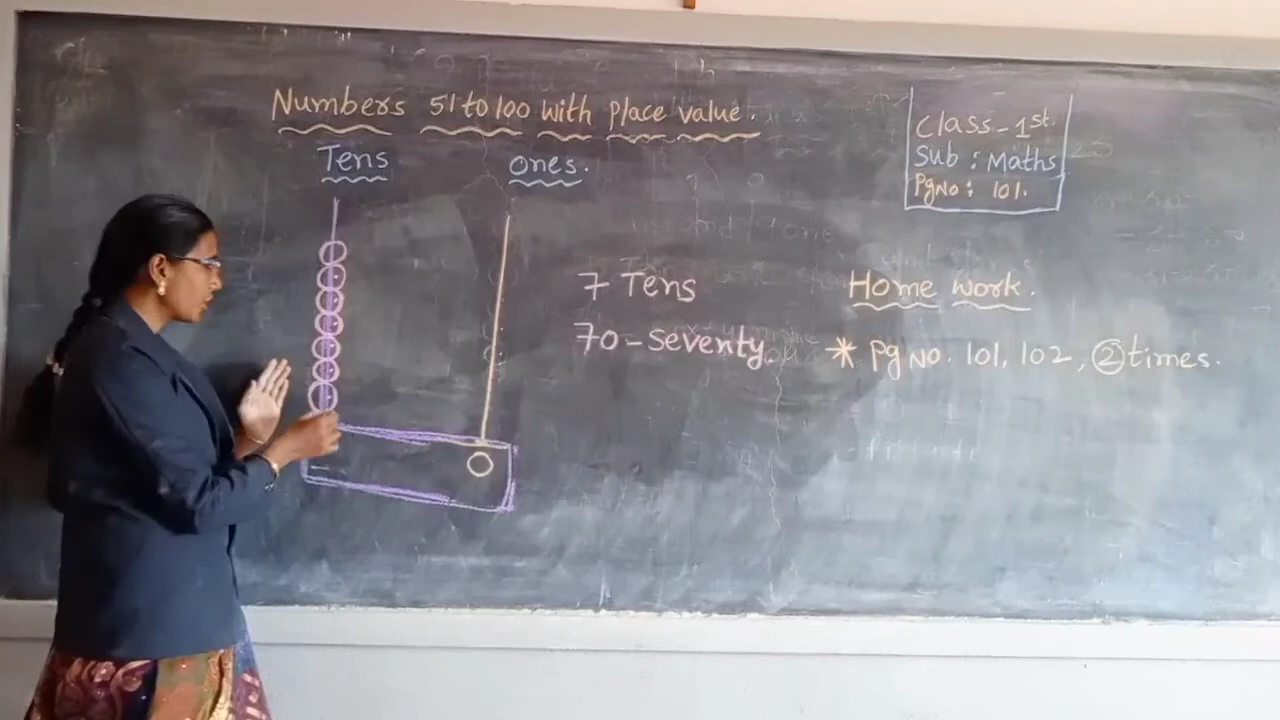 Numbers 51 to 100 with place value.
Class - 1st.
Sub : Maths
Pg No : 101.
Tens
ones.
7 Tens
70 - Seventy
Home work.
* Pg No. 101, 102, ② times.
0